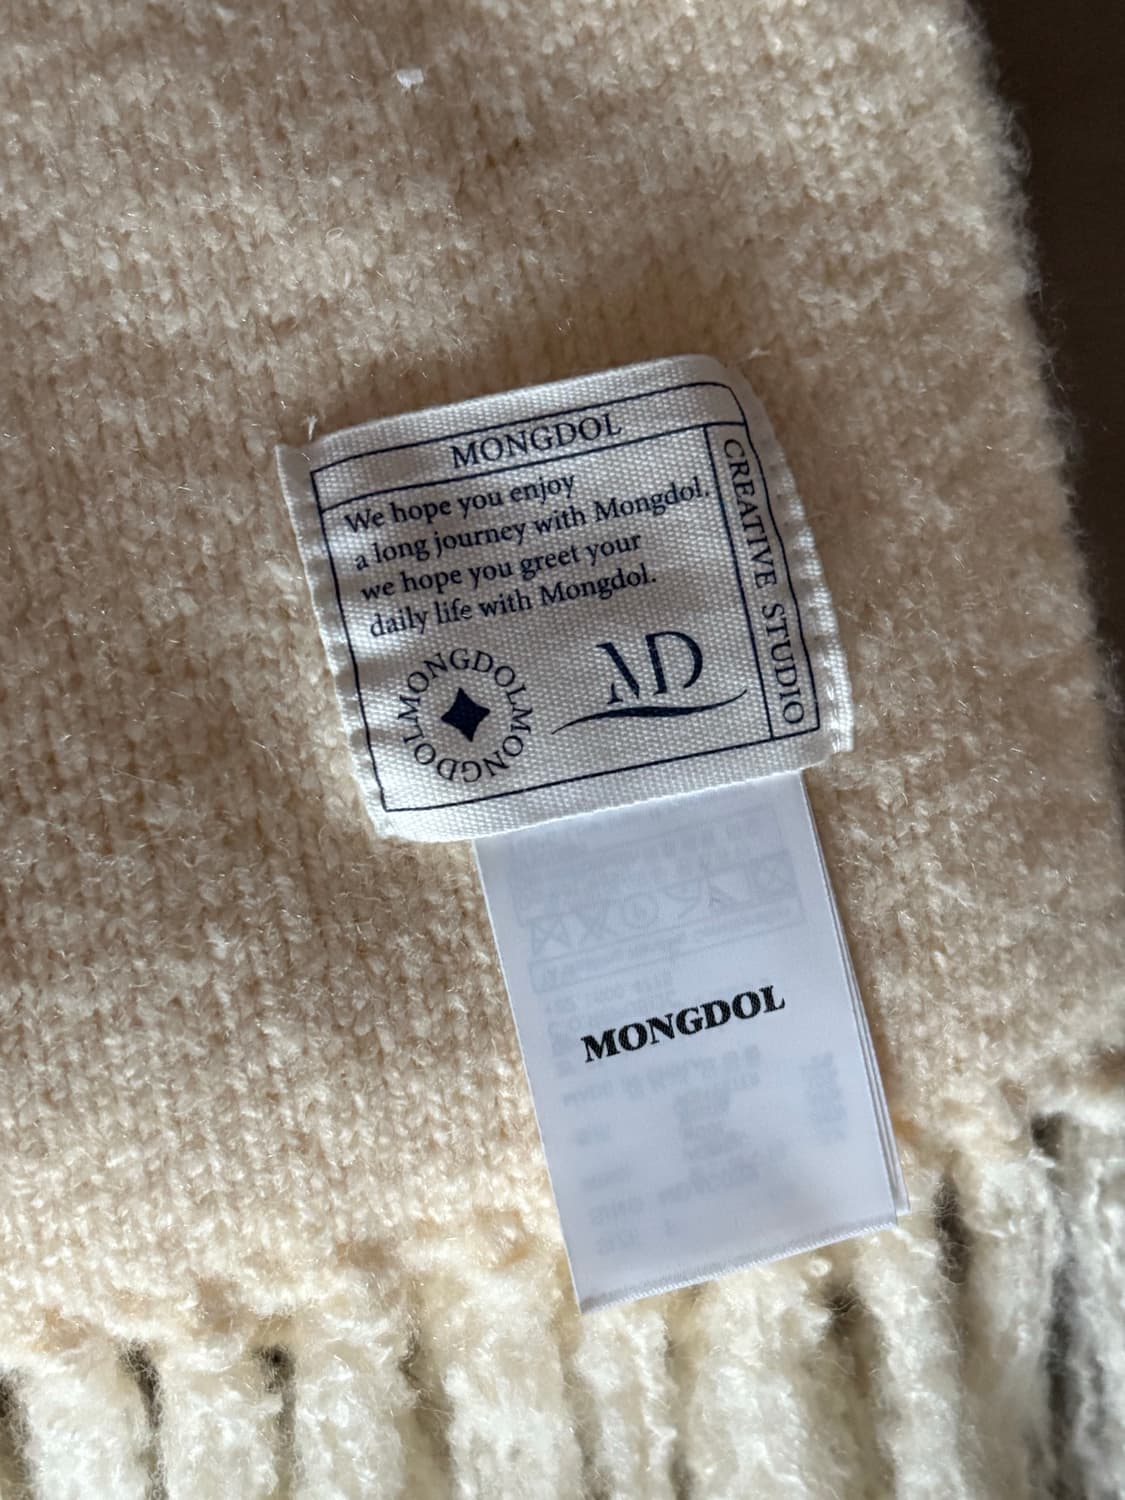 MONGDOL
We hope you enjoy
a long journey with Mongdol.
we hope you greet your
daily life with Mongdol.
CREATIVE STUDIO
MONGDOLMONGDOL
MD
MONGDOL